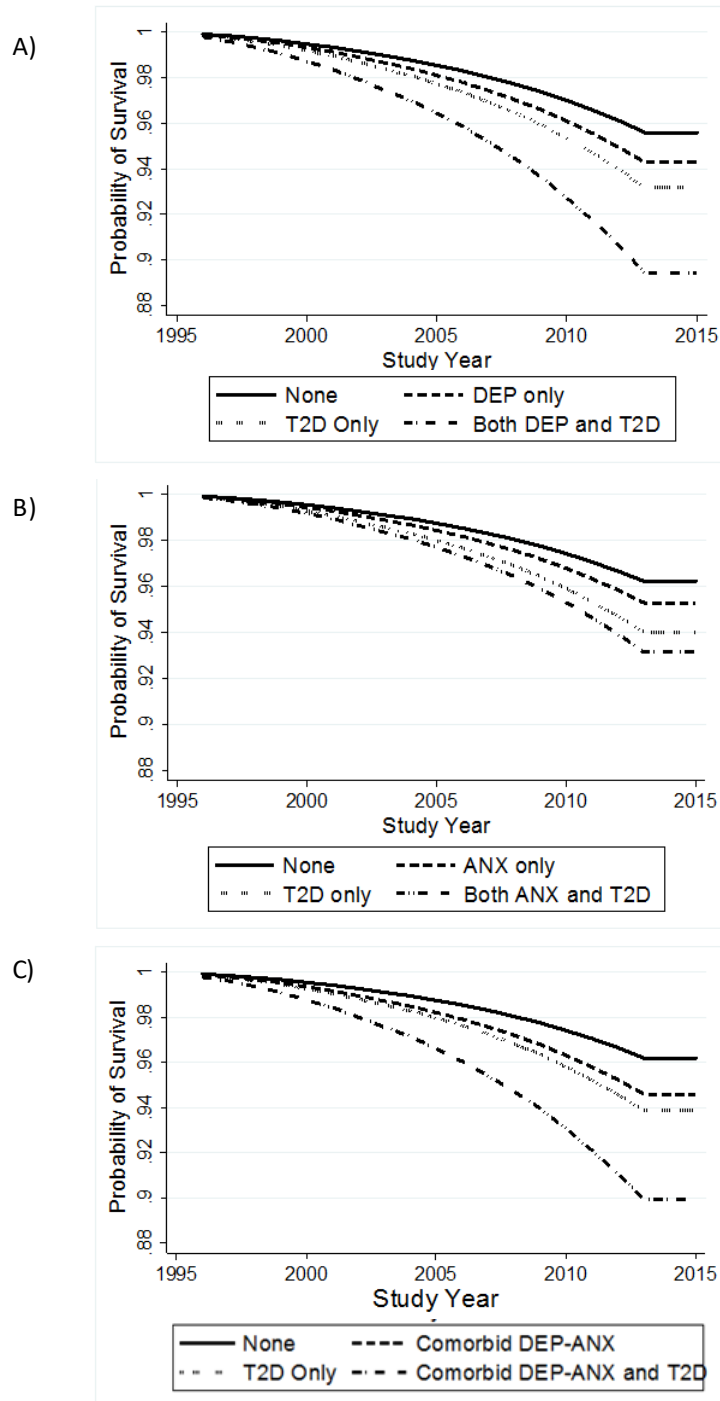 A)
Probability of Survival
1
.98
.96
.94
.92
.9
.88
1995 2000 2005 2010 2015
Study Year
None DEP only
T2D Only Both DEP and T2D
B)
Probability of Survival
1
.98
.96
.94
.92
.9
.88
1995 2000 2005 2010 2015
Study Year
None ANX only
T2D only Both ANX and T2D
C)
Probability of Survival
1
.98
.96
.94
.92
.9
.88
1995 2000 2005 2010 2015
Study Year
None Comorbid DEP-ANX
T2D Only Comorbid DEP-ANX and T2D